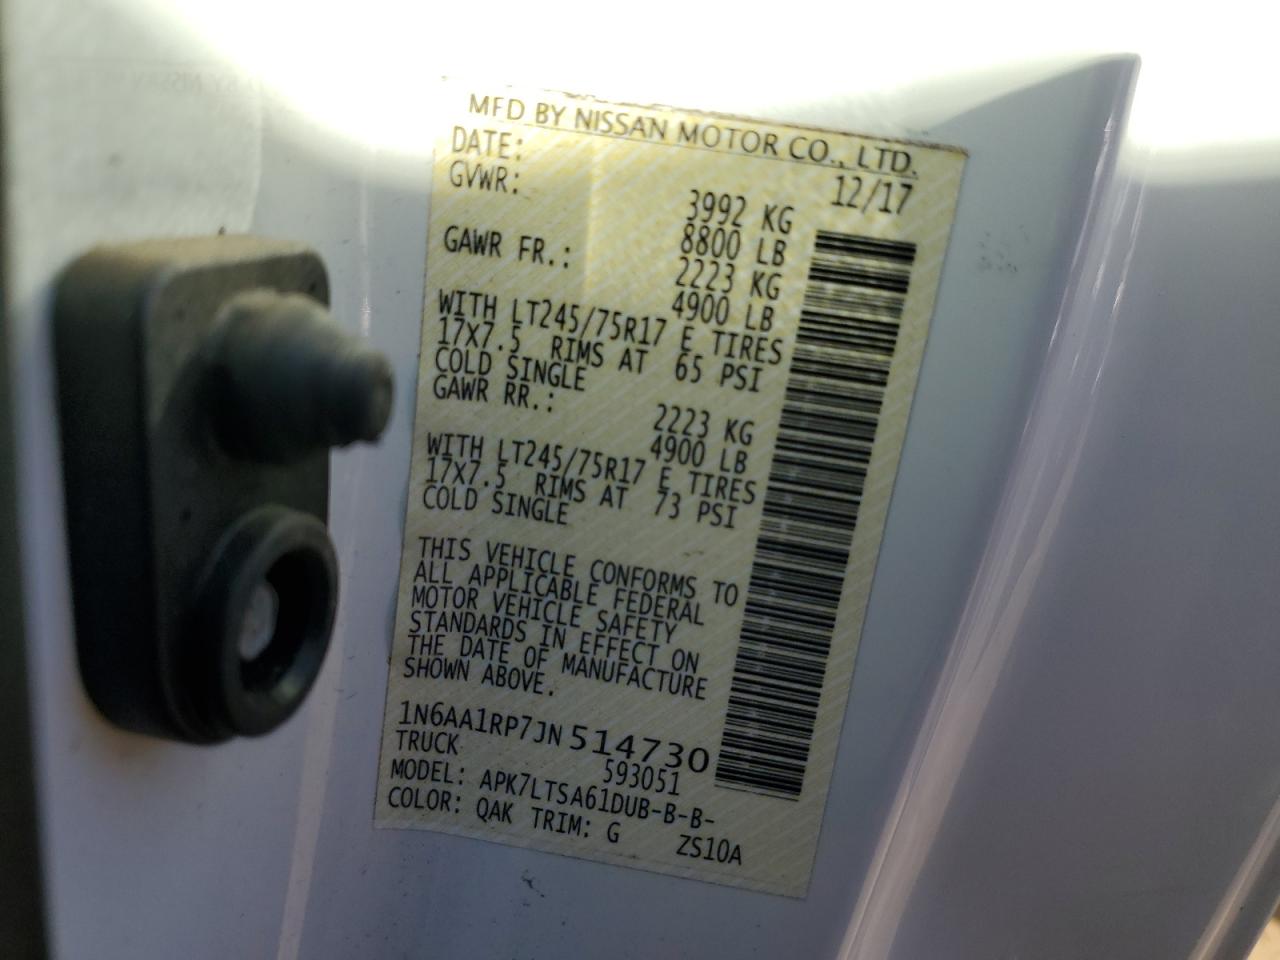 MFD BY NISSAN MOTOR CO., LTD.
DATE: 12/17
GVWR: 3992 KG
8800 LB
GAWR FR.: 2223 KG
4900 LB
WITH LT245/75R17 E TIRES
17X7.5 RIMS AT 65 PSI
COLD SINGLE
GAWR RR.: 2223 KG
4900 LB
WITH LT245/75R17 E TIRES
17X7.5 RIMS AT 73 PSI
COLD SINGLE
THIS VEHICLE CONFORMS TO
ALL APPLICABLE FEDERAL
MOTOR VEHICLE SAFETY
STANDARDS IN EFFECT ON
THE DATE OF MANUFACTURE
SHOWN ABOVE.
1N6AA1RP7JN514730
TRUCK 593051
MODEL: APK7LTSA61DUB-B-B-
COLOR: QAK TRIM: G ZS10A